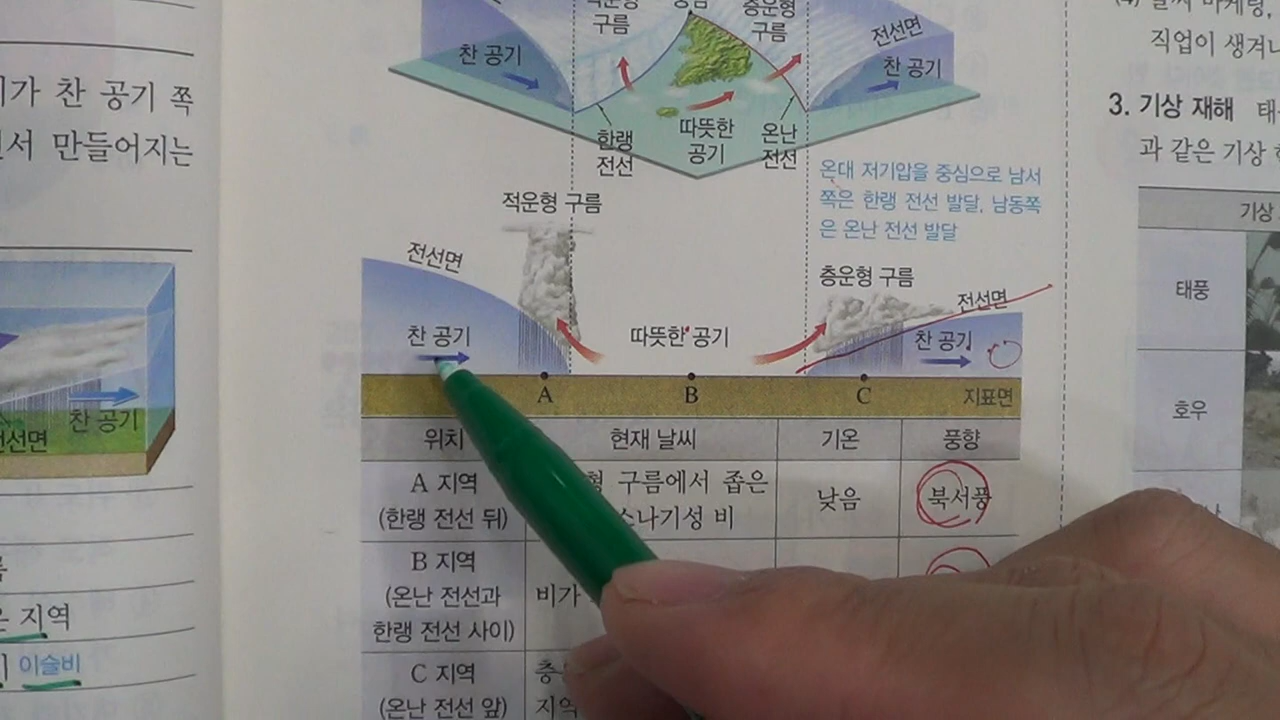 이가 찬 공기 쪽
서 만들어지는
찬 공기
전선면
지역
이슬비
적운형
구름
층운형
구름
전선면
찬 공기
찬 공기
한랭
전선
따뜻한
공기
온난
전선
온대 저기압을 중심으로 남서
쪽은 한랭 전선 발달, 남동쪽
은 온난 전선 발달
적운형 구름
전선면
층운형 구름
전선면
찬 공기
따뜻한 공기
찬 공기
A B C 지표면
위치 현재 날씨 기온 풍향
A 지역
(한랭 전선 뒤)
구름에서 좁은
소나기성 비
낮음
북서풍
B 지역
(온난 전선과
한랭 전선 사이)
비가
C 지역
(온난 전선 앞)
지역
직업이
3. 기상 재해
과 같은 기상
기상
태풍
호우